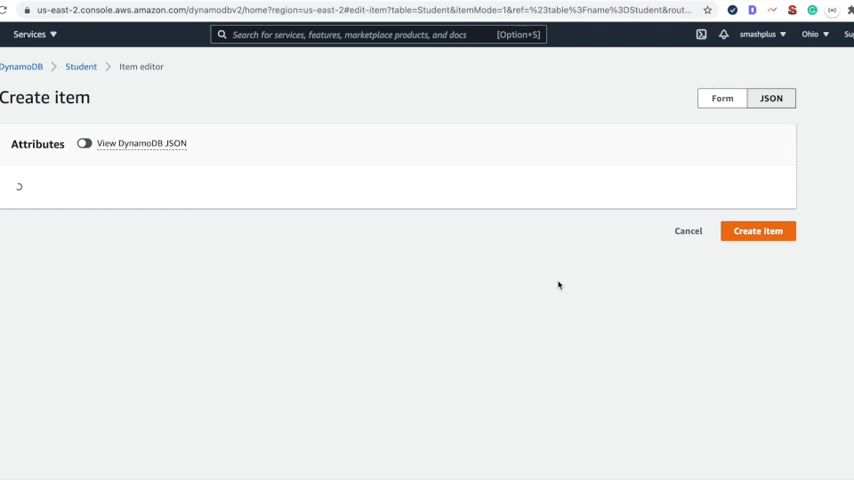 us-east-2.console.aws.amazon.com/dynamodbv2/home?region=us-east-2#edit-item?table=Student&itemMode=1&ref=%23table%3Fname%3DStudent&rout...
Services Search for services, features, marketplace products, and docs [Option+S] smashplus Ohio Sup
DynamoDB Student Item editor
Create item
Form JSON
Attributes View DynamoDB JSON
Cancel Create item